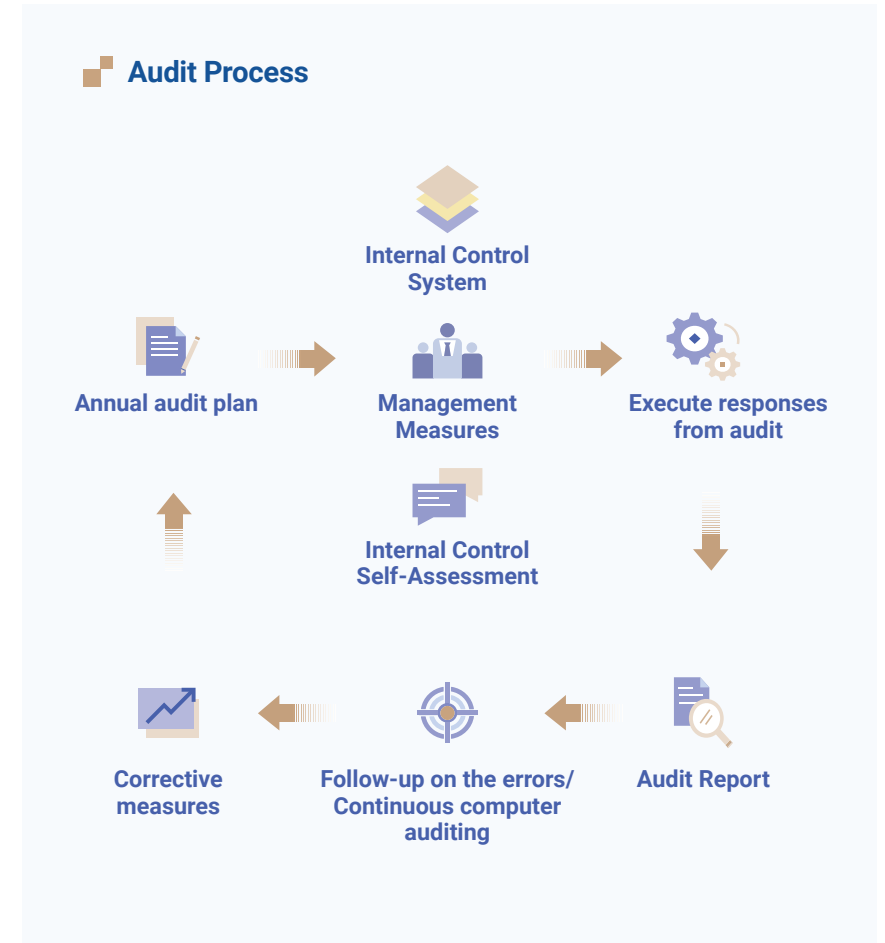 Audit Process
Internal Control
System
Annual audit plan
Management
Measures
Execute responses
from audit
Internal Control
Self-Assessment
Corrective
measures
Follow-up on the errors/
Continuous computer
auditing
Audit Report